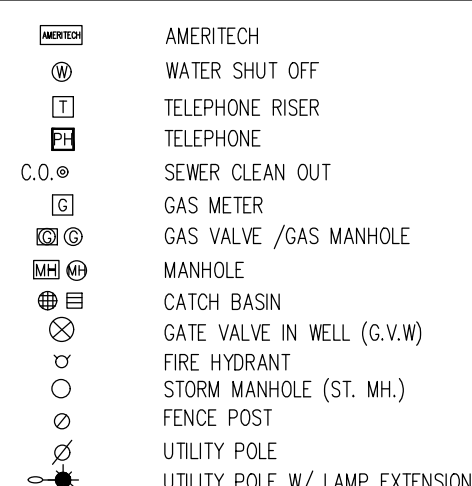 AMERITECH AMERITECH
W WATER SHUT OFF
T TELEPHONE RISER
PH TELEPHONE
C.O. SEWER CLEAN OUT
G GAS METER
G G GAS VALVE /GAS MANHOLE
MH MH MANHOLE
CATCH BASIN
GATE VALVE IN WELL (G.V.W)
FIRE HYDRANT
STORM MANHOLE (ST. MH.)
FENCE POST
UTILITY POLE
UTILITY POLE W/ LAMP EXTENSION